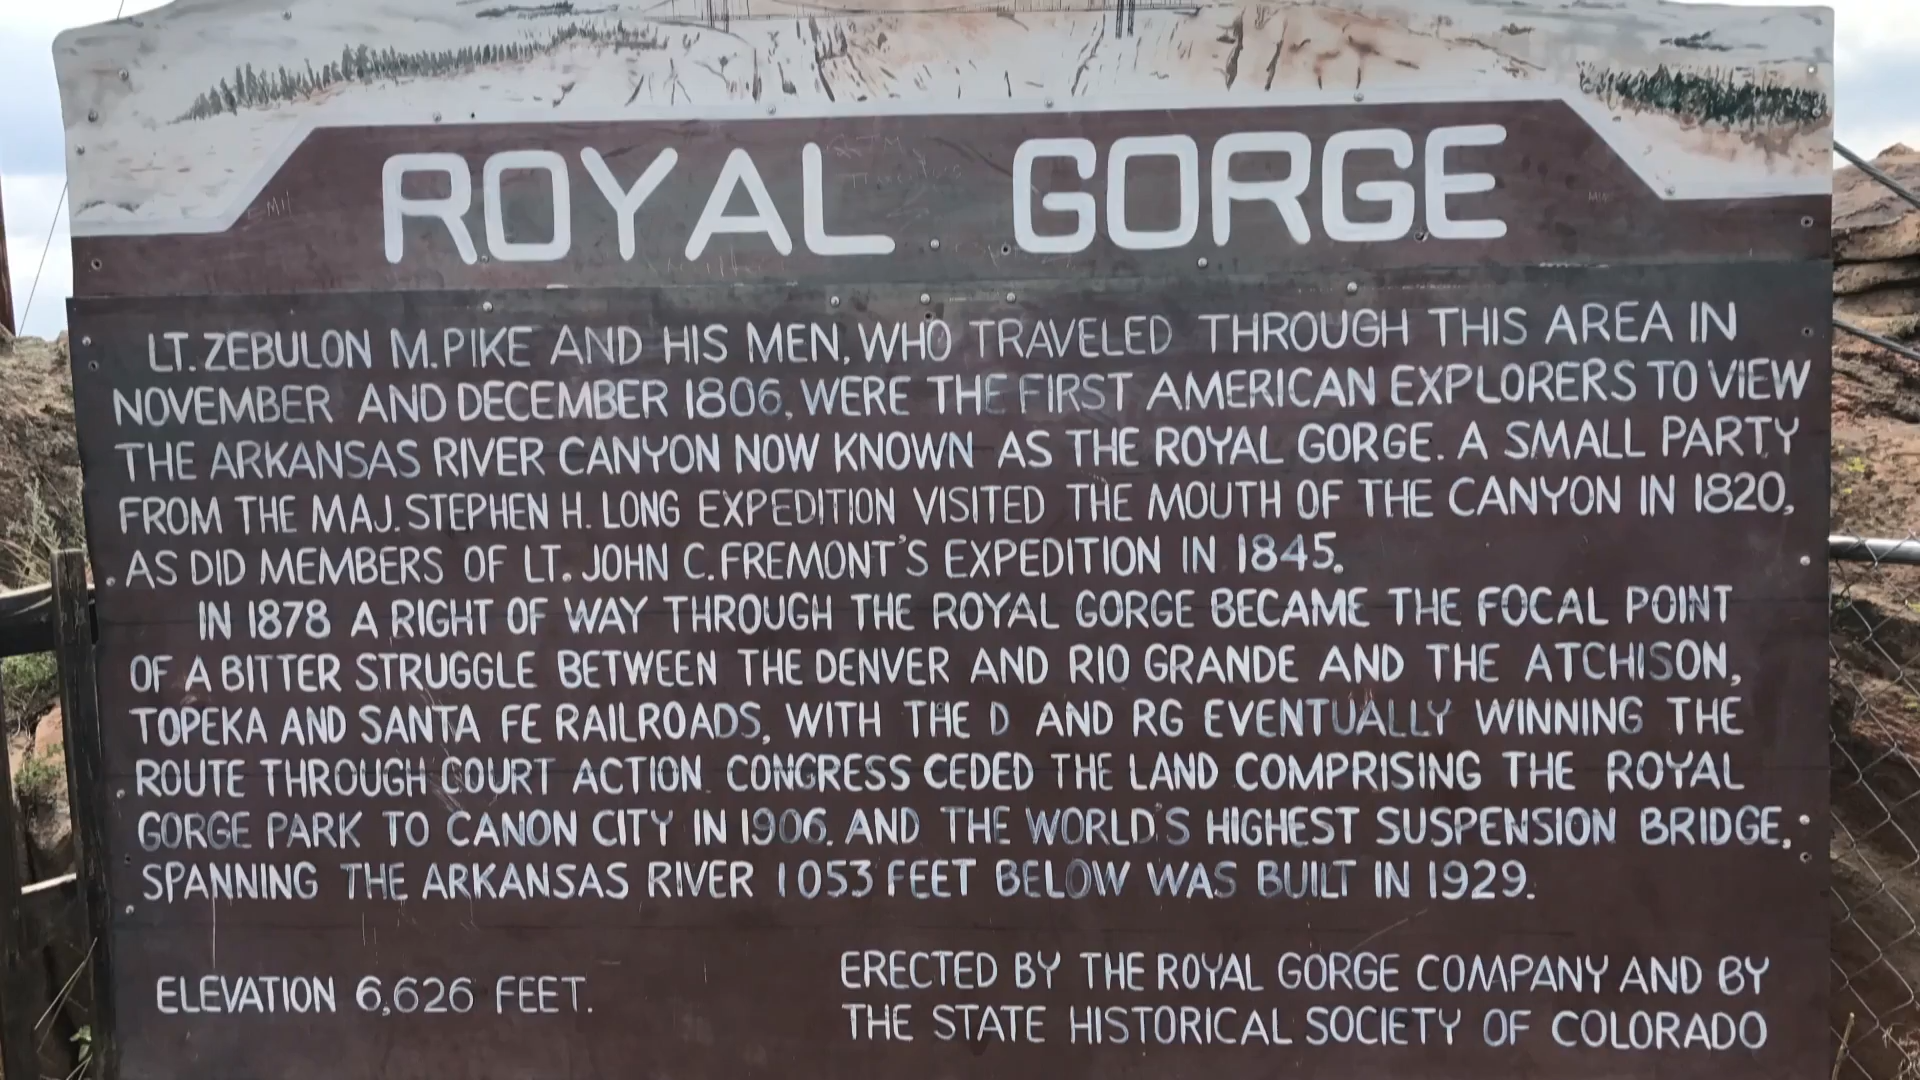 ROYAL GORGE
LT. ZEBULON M. PIKE AND HIS MEN, WHO TRAVELED THROUGH THIS AREA IN
NOVEMBER AND DECEMBER 1806, WERE THE FIRST AMERICAN EXPLORERS TO VIEW
THE ARKANSAS RIVER CANYON NOW KNOWN AS THE ROYAL GORGE. A SMALL PARTY
FROM THE MAJ. STEPHEN H. LONG EXPEDITION VISITED THE MOUTH OF THE CANYON IN 1820,
AS DID MEMBERS OF LT. JOHN C. FREMONT'S EXPEDITION IN 1845.
IN 1878 A RIGHT OF WAY THROUGH THE ROYAL GORGE BECAME THE FOCAL POINT
OF A BITTER STRUGGLE BETWEEN THE DENVER AND RIO GRANDE AND THE ATCHISON,
TOPEKA AND SANTA FE RAILROADS, WITH THE D AND RG EVENTUALLY WINNING THE
ROUTE THROUGH COURT ACTION. CONGRESS CEDED THE LAND COMPRISING THE ROYAL
GORGE PARK TO CANON CITY IN 1906. AND THE WORLD'S HIGHEST SUSPENSION BRIDGE,
SPANNING THE ARKANSAS RIVER 1053 FEET BELOW WAS BUILT IN 1929.
ELEVATION 6,626 FEET.
ERECTED BY THE ROYAL GORGE COMPANY AND BY
THE STATE HISTORICAL SOCIETY OF COLORADO